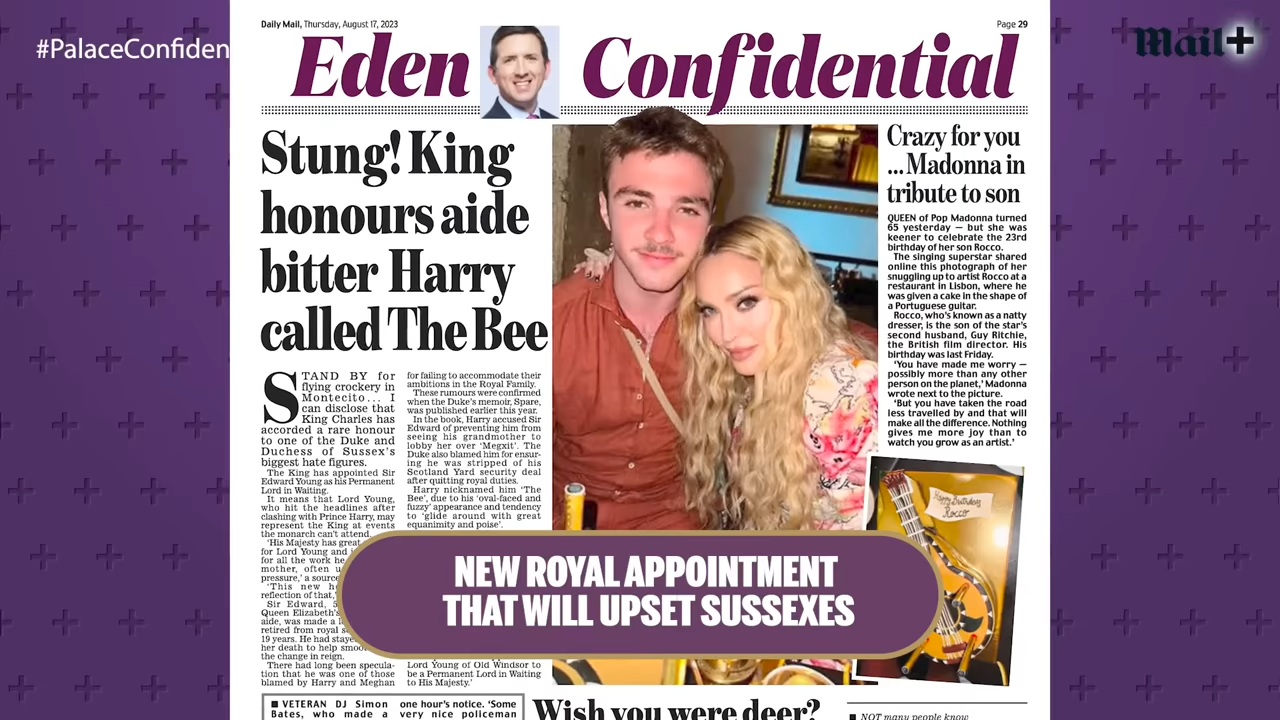 #PalaceConfiden
Mail+
Daily Mail, Thursday, August 17, 2023
Page 29
Eden Confidential
Stung! King
honours aide
bitter Harry
called The Bee
STAND BY for
flying crockery in
Montecito... I
can disclose that
King Charles has
accorded a rare honour
to one of the Duke and
Duchess of Sussex's
biggest hate figures.
The King has appointed Sir
Edward Young as his Permanent
Lord in Waiting.
It means that Lord Young,
who hit the headlines after
clashing with Prince Harry, may
represent the King at events
the monarch can't attend.
'His Majesty has great
for Lord Young and
for all the work he
mother, often
pressure,' a source
'This new
reflection of that,'
Sir Edward, 5
Queen Elizabeth's
aide, was made a
retired from royal
19 years. He had staye
her death to help smoo
the change in reign.
There had long been specula-
tion that he was one of those
blamed by Harry and Meghan
for failing to accommodate their
ambitions in the Royal Family.
These rumours were confirmed
when the Duke's memoir, Spare,
was published earlier this year.
In the book, Harry accused Sir
Edward of preventing him from
seeing his grandmother to
lobby her over 'Megxit'. The
Duke also blamed him for ensur-
ing he was stripped of his
Scotland Yard security deal
after quitting royal duties.
Harry nicknamed him 'The
Bee', due to his 'oval-faced and
fuzzy' appearance and tendency
to 'glide around with great
equanimity and poise'.
Lord Young of Old Windsor to
be a Permanent Lord in Waiting
to His Majesty.'
Crazy for you
...Madonna in
tribute to son
QUEEN of Pop Madonna turned
65 yesterday — but she was
keener to celebrate the 23rd
birthday of her son Rocco.
The singing superstar shared
online this photograph of her
snuggling up to artist Rocco at a
restaurant in Lisbon, where he
was given a cake in the shape of
a Portuguese guitar.
Rocco, who's known as a natty
dresser, is the son of the star's
second husband, Guy Ritchie,
the British film director. His
birthday was last Friday.
'You have made me worry —
possibly more than any other
person on the planet,' Madonna
wrote next to the picture.
'But you have taken the road
less travelled by and that will
make all the difference. Nothing
gives me more joy than to
watch you grow as an artist.'
Happy Birthday
Rocco
NEW ROYAL APPOINTMENT
THAT WILL UPSET SUSSEXES
VETERAN DJ Simon
Bates, who made a
one hour's notice. 'Some
very nice policeman
Wish you were deer?
NOT many people know